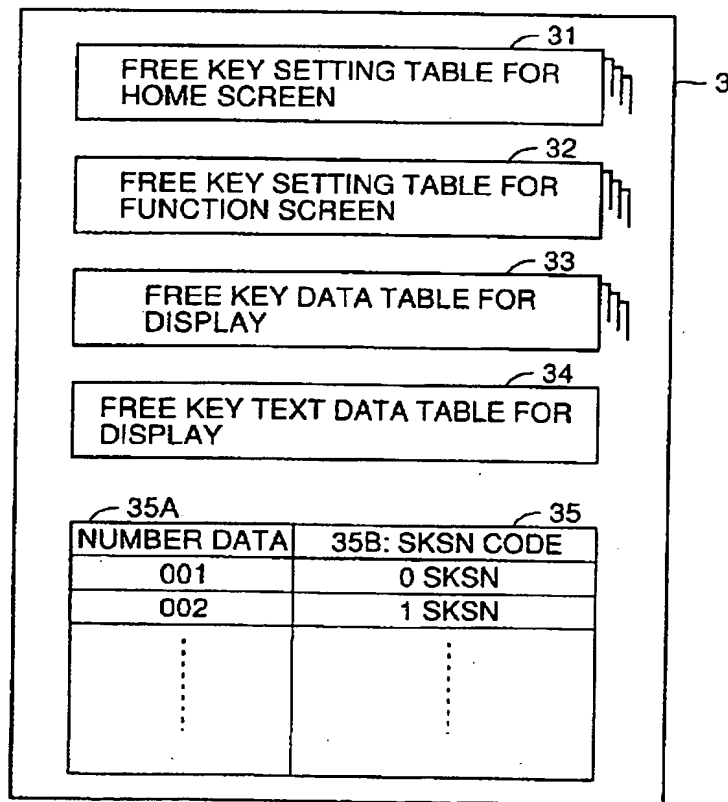 31
FREE KEY SETTING TABLE FOR
HOME SCREEN
3
32
FREE KEY SETTING TABLE FOR
FUNCTION SCREEN
33
FREE KEY DATA TABLE FOR
DISPLAY
34
FREE KEY TEXT DATA TABLE FOR
DISPLAY
35A 35
NUMBER DATA 35B: SKSN CODE
001 0 SKSN
002 1 SKSN